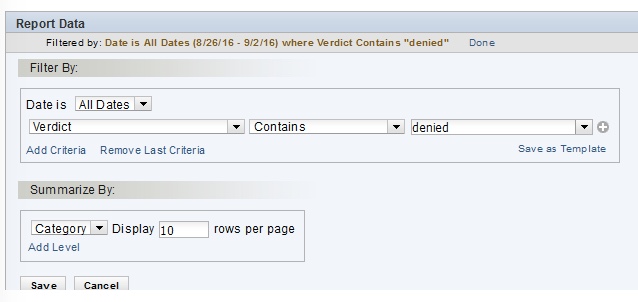 Report Data
Filtered by: Date is All Dates (8/26/16 - 9/2/16) where Verdict Contains "denied" Done
Filter By:
Date is All Dates
Verdict Contains denied
Add Criteria Remove Last Criteria Save as Template
Summarize By:
Category Display 10 rows per page
Add Level
Save Cancel